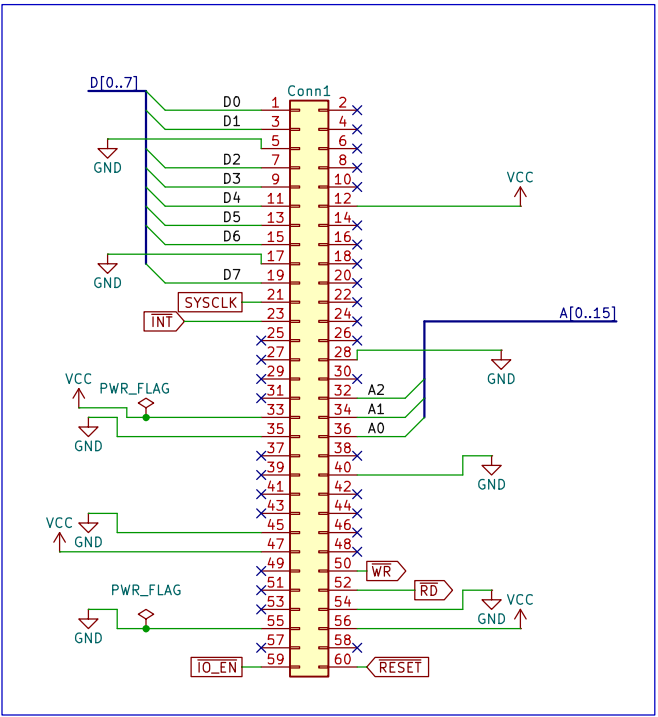 D[0..7]
Conn1
D0 1 2
D1 3 4
5 6
GND
D2 7 8
D3 9 10
VCC
D4 11 12
D5 13 14
D6 15 16
17 18
GND
D7 19 20
SYSCLK 21 22
INT 23 24
A[0..15]
25 26
27 28
GND
29 30
VCC PWR_FLAG
31 32 A2
33 34 A1
GND
35 36 A0
37 38
39 40
GND
41 42
43 44
VCC GND
45 46
47 48
49 50 WR
PWR_FLAG
51 52 RD
53 54
GND VCC
GND
55 56
57 58
IO_EN 59 60 RESET